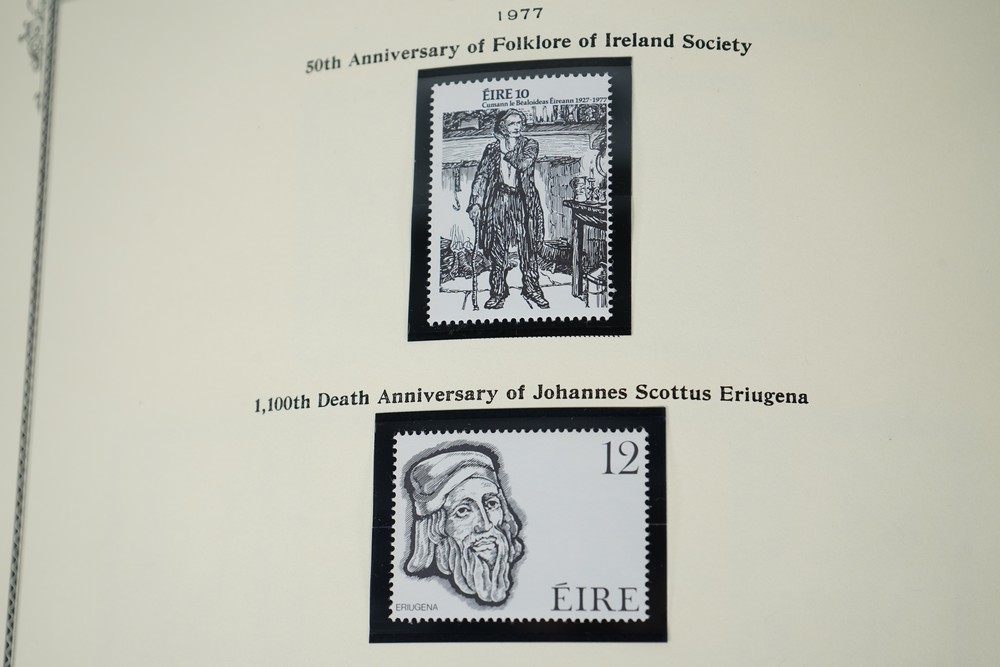 1977
50th Anniversary of Folklore of Ireland Society
ÉIRE 10
Cumann le Béaloideas Éireann 1927-1977
1,100th Death Anniversary of Johannes Scottus Eriugena
12
ERIUGENA
ÉIRE